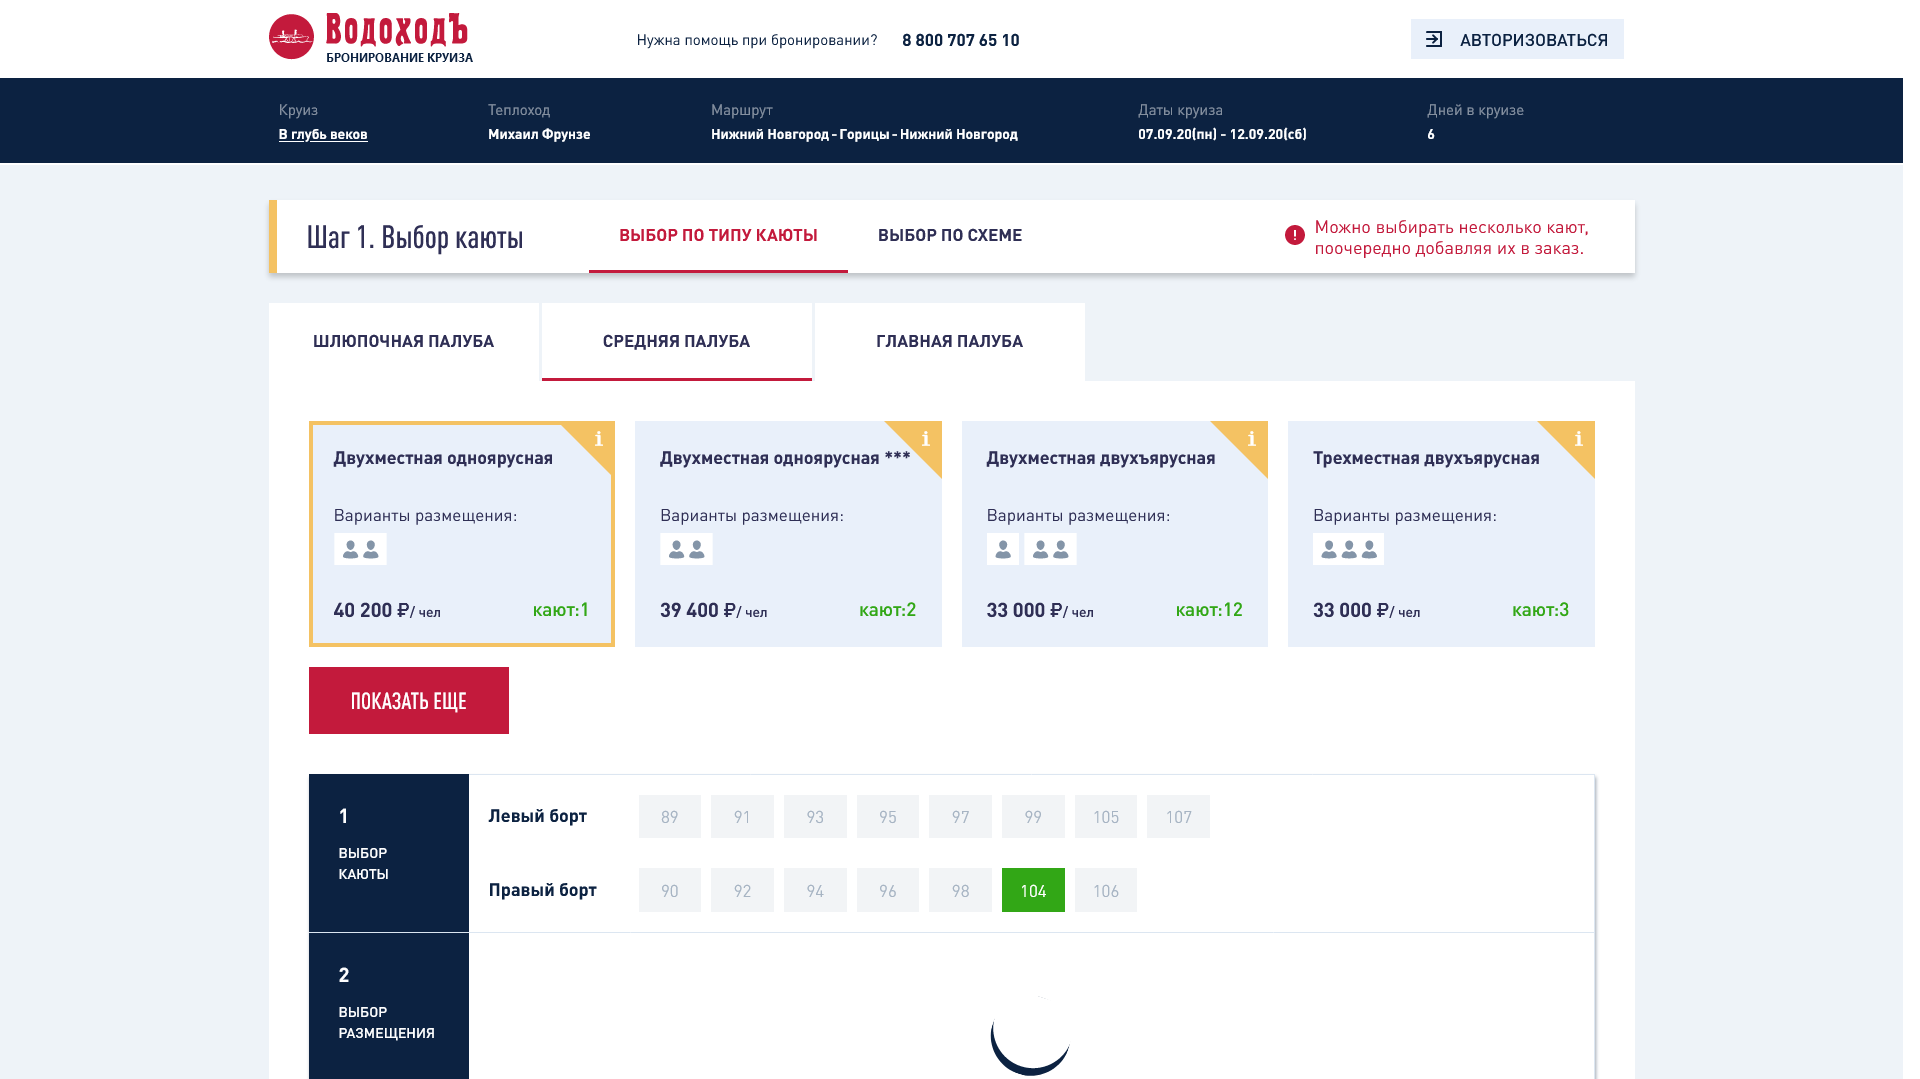 ВодоходЪ
БРОНИРОВАНИЕ КРУИЗА
Нужна помощь при бронировании? 8 800 707 65 10
АВТОРИЗОВАТЬСЯ
Круиз Теплоход Маршрут Даты круиза Дней в круизе
В глубь веков Михаил Фрунзе Нижний Новгород - Горицы - Нижний Новгород 07.09.20(пн) - 12.09.20(сб) 6
Шаг 1. Выбор каюты
ВЫБОР ПО ТИПУ КАЮТЫ ВЫБОР ПО СХЕМЕ
Можно выбирать несколько кают,
поочередно добавляя их в заказ.
ШЛЮПОЧНАЯ ПАЛУБА СРЕДНЯЯ ПАЛУБА ГЛАВНАЯ ПАЛУБА
Двухместная одноярусная
Варианты размещения:
40 200 ₽/ чел кают:1
Двухместная одноярусная ***
Варианты размещения:
39 400 ₽/ чел кают:2
Двухместная двухъярусная
Варианты размещения:
33 000 ₽/ чел кают:12
Трехместная двухъярусная
Варианты размещения:
33 000 ₽/ чел кают:3
ПОКАЗАТЬ ЕЩЕ
1
ВЫБОР
КАЮТЫ
Левый борт 89 91 93 95 97 99 105 107
Правый борт 90 92 94 96 98 104 106
2
ВЫБОР
РАЗМЕЩЕНИЯ